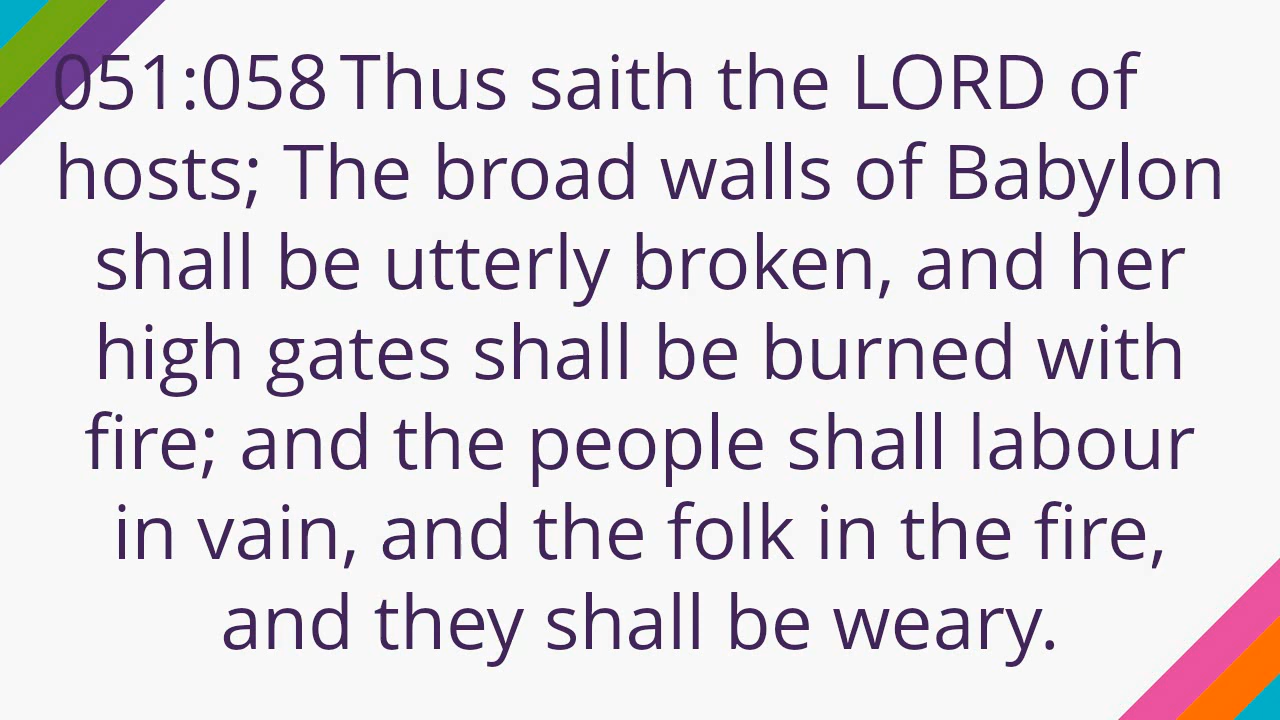 051:058 Thus saith the LORD of
hosts; The broad walls of Babylon
shall be utterly broken, and her
high gates shall be burned with
fire; and the people shall labour
in vain, and the folk in the fire,
and they shall be weary.